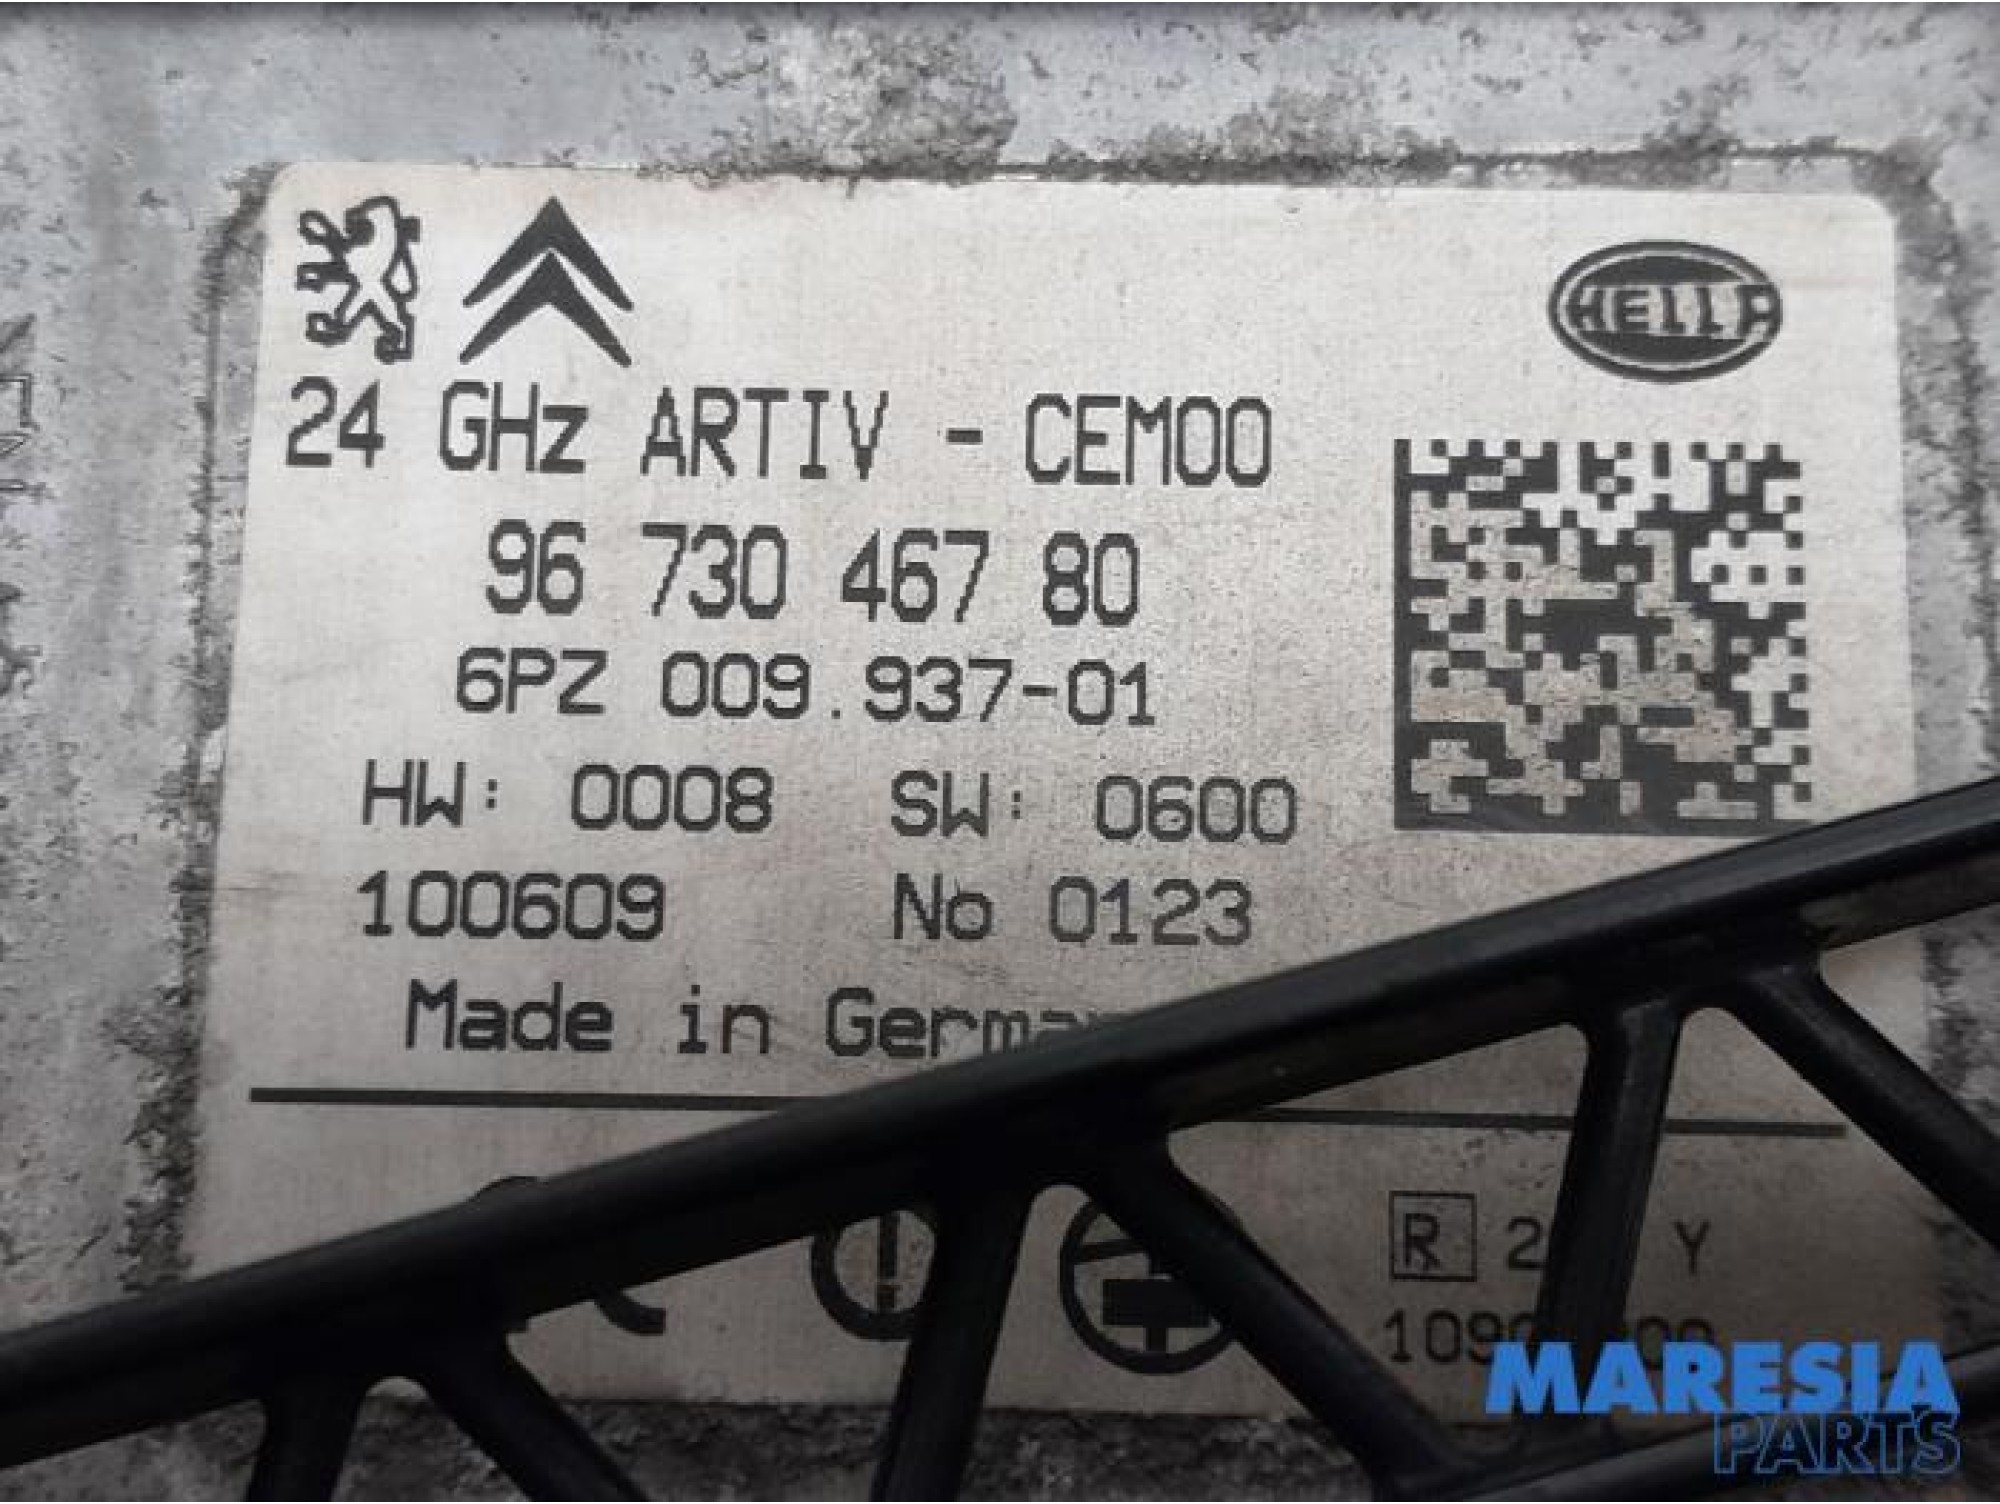 HELLA
24 GHz ARTIV - CEM00
96 730 467 80
6PZ 009.937-01
HW: 0008 SW: 0600
100609 No 0123
Made in
R Y
MARESIA
PARTS